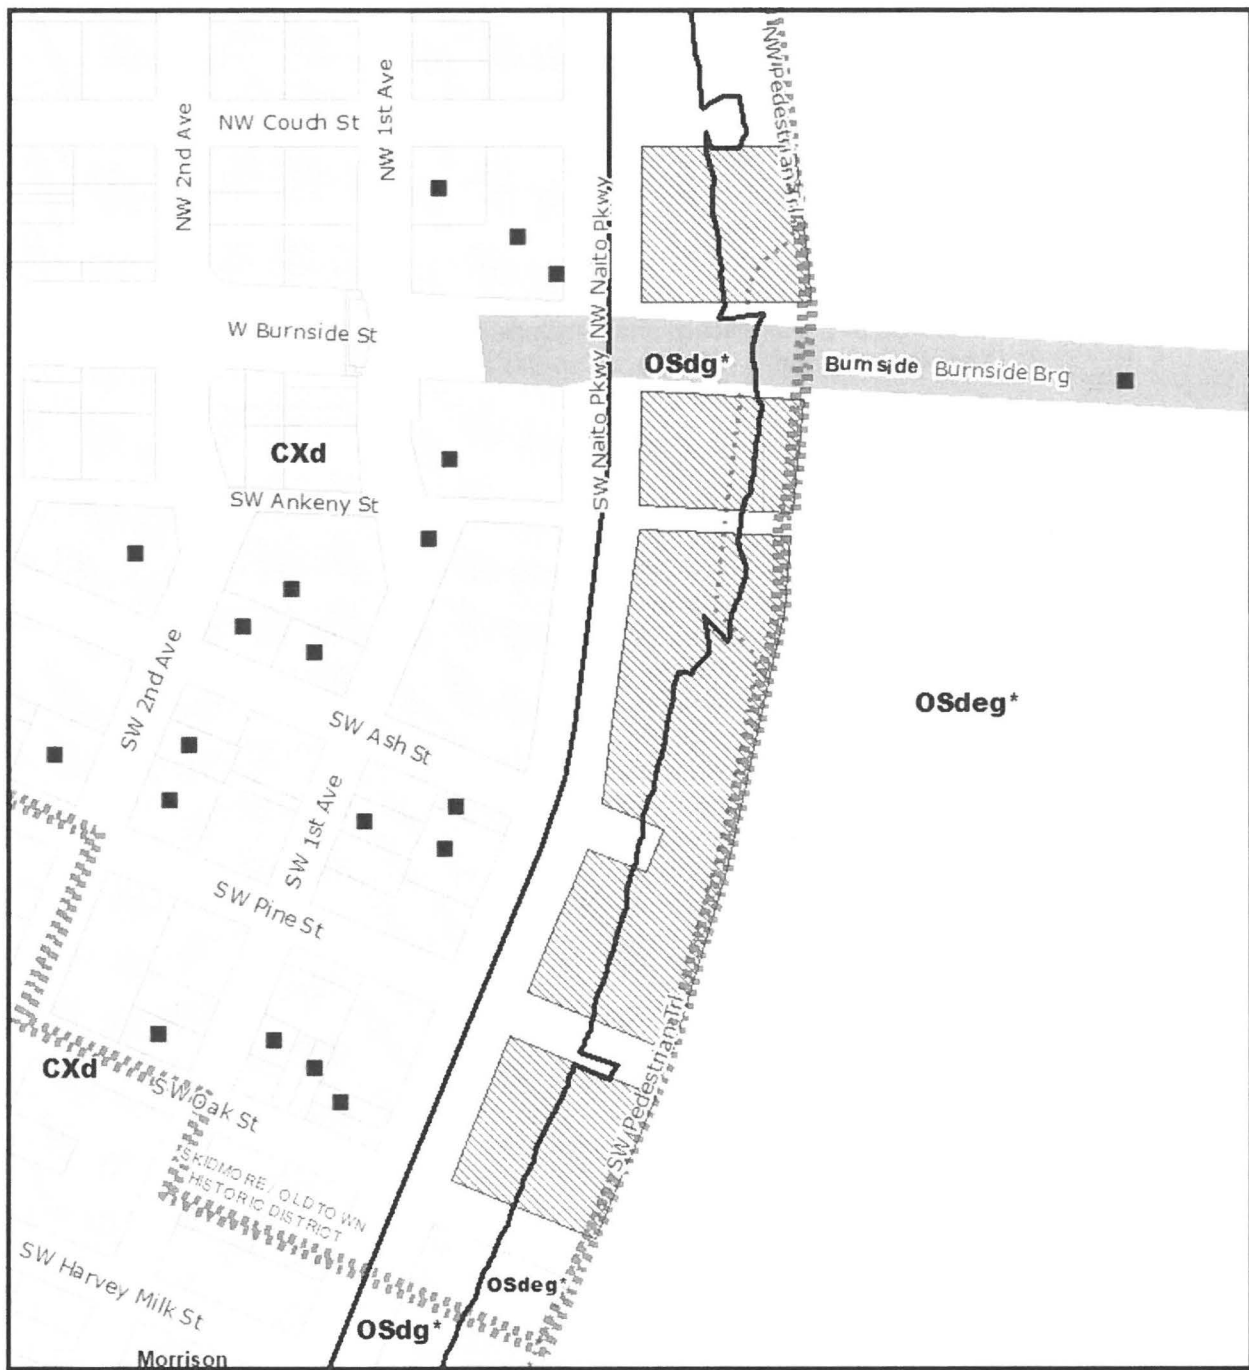 NW Pedestrian Trl
NW Couch St
NW 2nd Ave
NW 1st Ave
NW Naito Pkwy
W Burnside St
OSdg*
Burnside Burnside Brg
SW Naito Pkwy
CXd
SW Ankeny St
SW 2nd Ave
OSdeg*
SW Ash St
SW 1st Ave
SW Pine St
SW Pedestrian Trl
CXd
SW Oak St
SKIDMORE / OLD TOWN
HISTORIC DISTRICT
SW Harvey Milk St
OSdeg*
OSdg*
Morrison